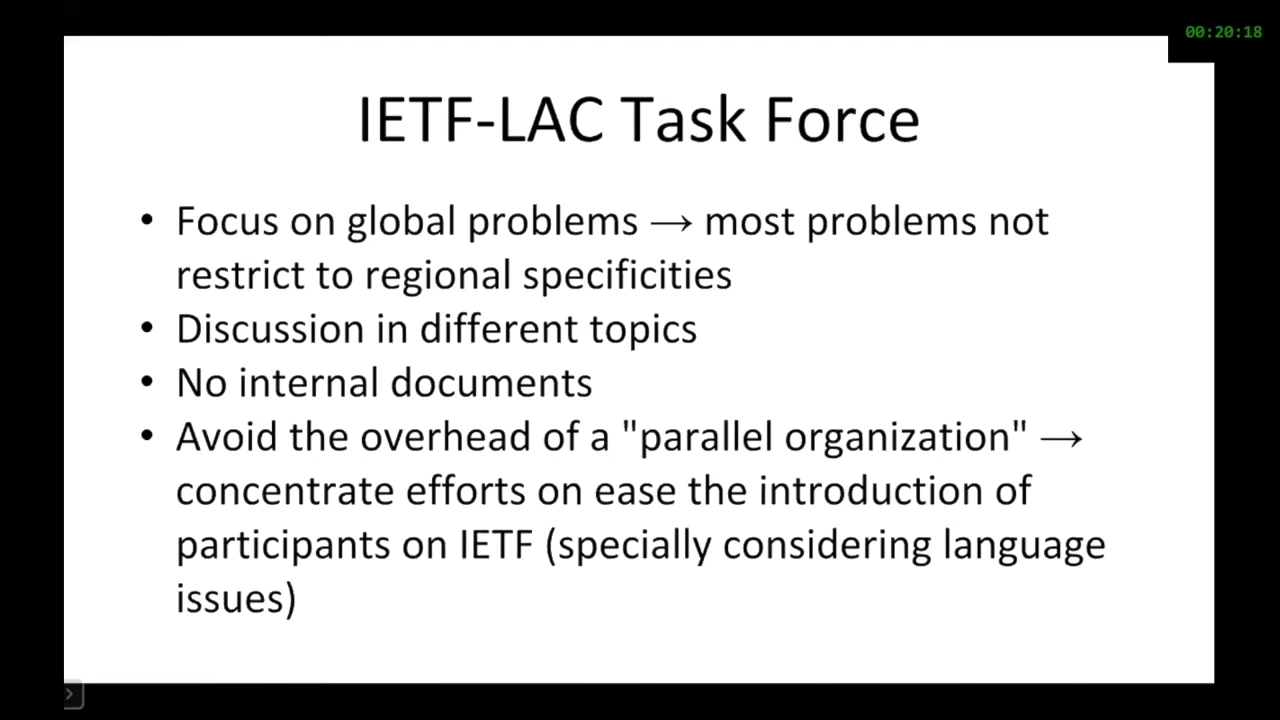 00:20:18
IETF-LAC Task Force
• Focus on global problems → most problems not
restrict to regional specificities
• Discussion in different topics
• No internal documents
• Avoid the overhead of a "parallel organization" →
concentrate efforts on ease the introduction of
participants on IETF (specially considering language
issues)